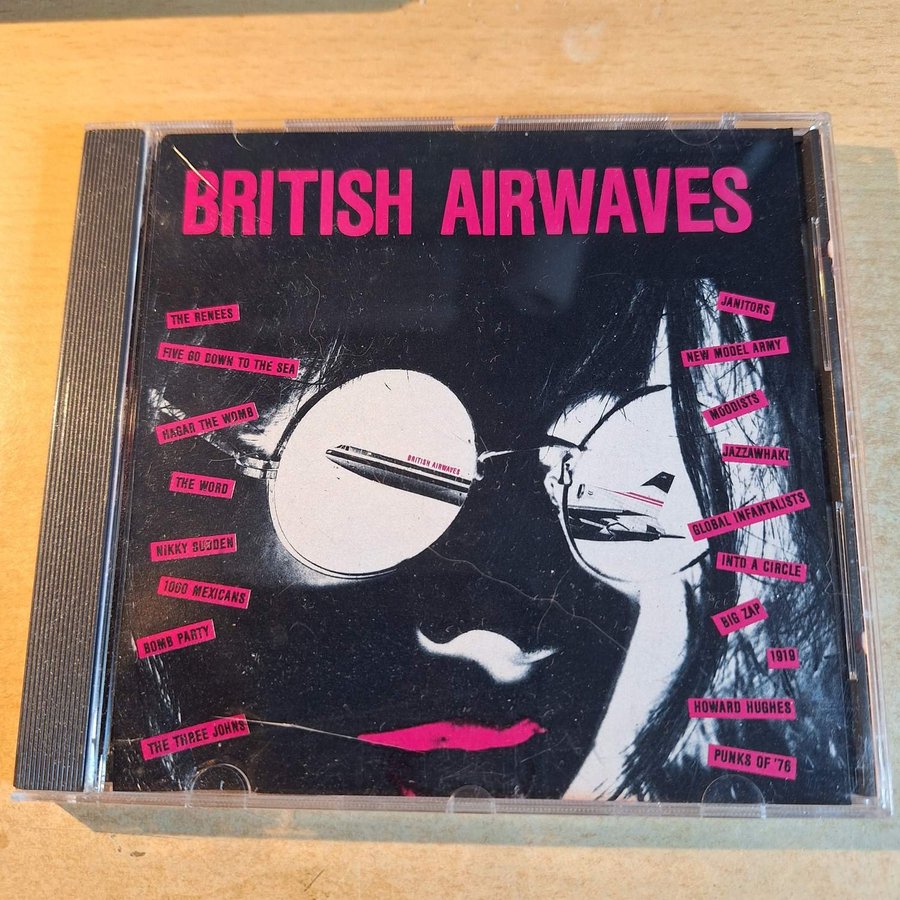 BRITISH AIRWAVES
THE RENEES
FIVE GO DOWN TO THE SEA
HAGAR THE WOMB
THE WORD
NIKKY SUDDEN
1000 MEXICANS
BOMB PARTY
THE THREE JOHNS
BRITISH AIRWAVES
JANITORS
NEW MODEL ARMY
MOODISTS
JAZZAWHAKI
GLOBAL INFANTALISTS
INTO A CIRCLE
BIG ZAP
1919
HOWARD HUGHES
PUNKS OF '76